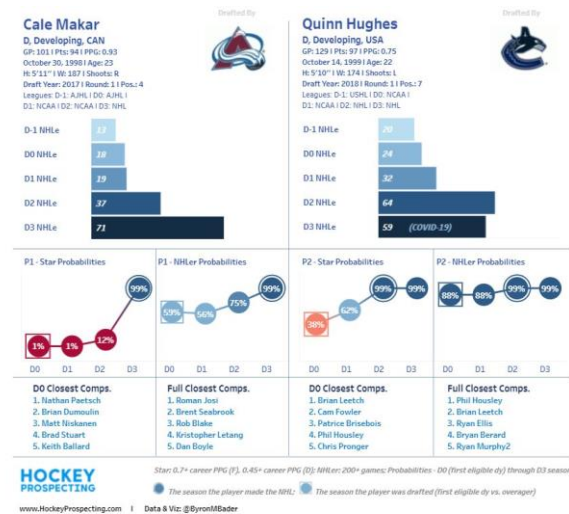 Drafted By
Cale Makar
D, Developing, CAN
GP: 101 I Pts: 94 I PPG: 0.93
October 30, 1998 I Age: 23
H: 5'11" I W: 187 I Shoots: R
Draft Year: 2017 I Round: 1 I Pos.: 4
Leagues: D-1: AJHL I D0: AJHL I
D1: NCAA I D2: NCAA I D3: NHL
D-1 NHLe 13
D0 NHLe 18
D1 NHLe 19
D2 NHLe 37
D3 NHLe 71
Drafted By
Quinn Hughes
D, Developing, USA
GP: 129 I Pts: 97 I PPG: 0.75
October 14, 1999 I Age: 22
H: 5'10" I W: 174 I Shoots: L
Draft Year: 2018 I Round: 1 I Pos.: 7
Leagues: D-1: USHL I D0: NCAA I
D1: NCAA I D2: NHL I D3: NHL
D-1 NHLe 20
D0 NHLe 24
D1 NHLe 32
D2 NHLe 64
D3 NHLe 59 (COVID-19)
P1 - Star Probabilities
1% 1% 12% 99%
D0 D1 D2 D3
P1 - NHLer Probabilities
59% 56% 75% 99%
D0 D1 D2 D3
P2 - Star Probabilities
38% 62% 99% 99%
D0 D1 D2 D3
P2 - NHLer Probabilities
88% 88% 99% 99%
D0 D1 D2 D3
D0 Closest Comps.
1. Nathan Paetsch
2. Brian Dumoulin
3. Matt Niskanen
4. Brad Stuart
5. Keith Ballard
Full Closest Comps.
1. Roman Josi
2. Brent Seabrook
3. Rob Blake
4. Kristopher Letang
5. Dan Boyle
D0 Closest Comps.
1. Brian Leetch
2. Cam Fowler
3. Patrice Brisebois
4. Phil Housley
5. Chris Pronger
Full Closest Comps.
1. Phil Housley
2. Brian Leetch
3. Ryan Ellis
4. Bryan Berard
5. Ryan Murphy2
HOCKEY
PROSPECTING
Star: 0.7+ career PPG (F), 0.45+ career PPG (D); NHLer: 200+ games; Probabilities - D0 (first eligible dy) through D3 season
The season the player made the NHL; The season the player was drafted (first eligible dy vs. overager)
www.HockeyProspecting.com I Data & Viz: @ByronMBader